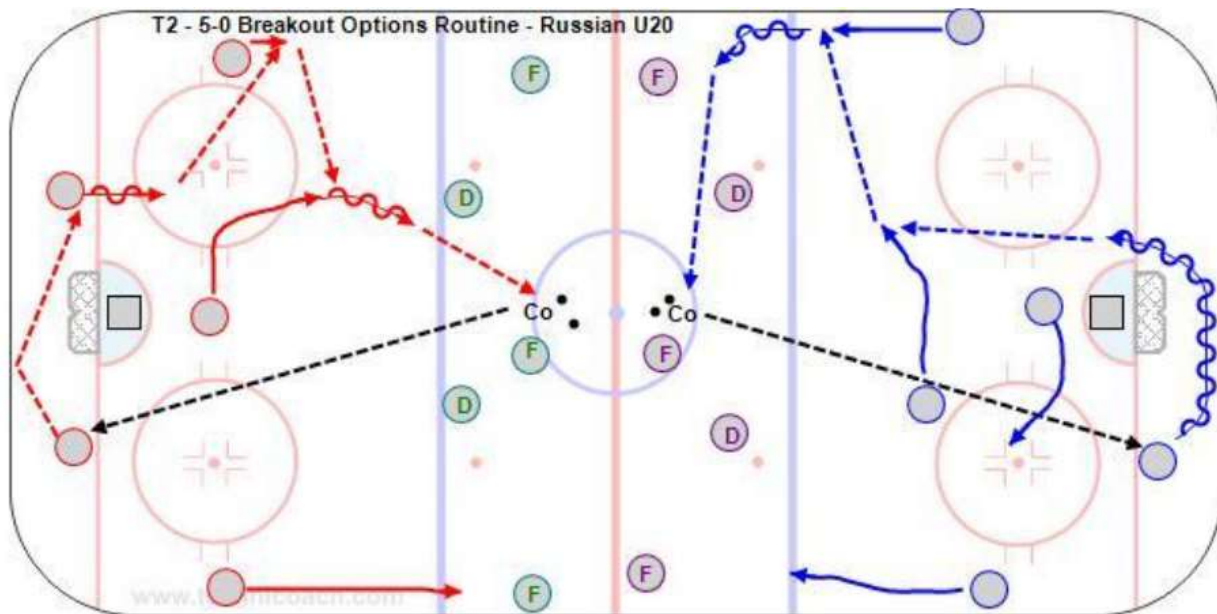 T2 - 5-0 Breakout Options Routine - Russian U20
F F
D D
Co Co
F F
D D
F F